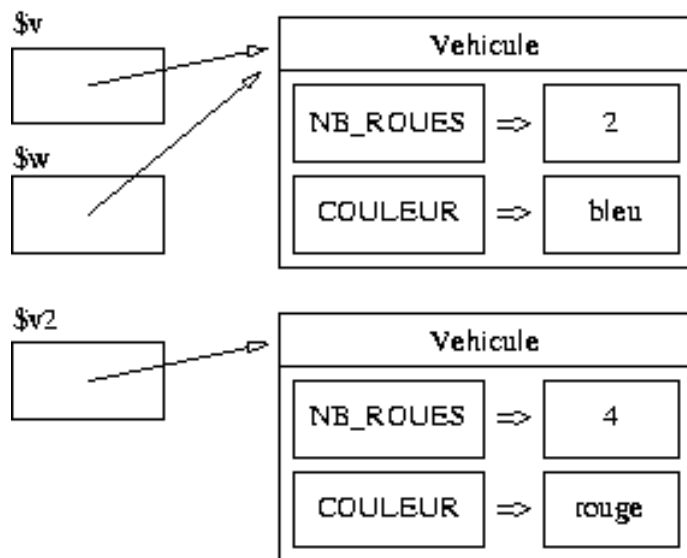 $v
Vehicule
NB_ROUES => 2
$w
COULEUR => bleu
$v2
Vehicule
NB_ROUES => 4
COULEUR => rouge